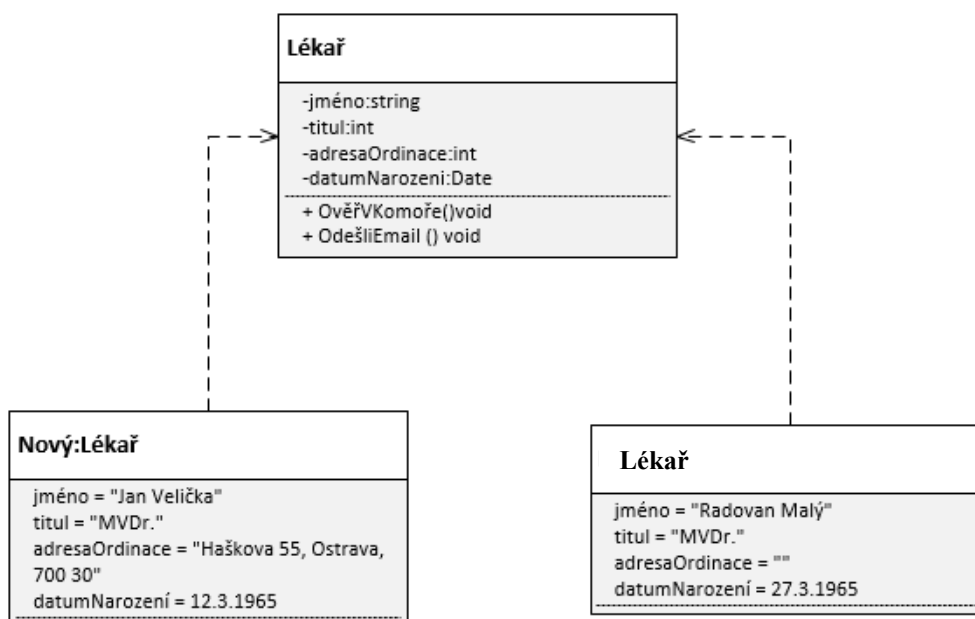 Lékař
-jméno:string
-titul:int
-adresaOrdinace:int
-datumNarozeni:Date
+ OvěřVKomoře()void
+ OdešliEmail () void
Nový:Lékař
jméno = "Jan Velička"
titul = "MVDr."
adresaOrdinace = "Haškova 55, Ostrava,
700 30"
datumNarození = 12.3.1965
Lékař
jméno = "Radovan Malý"
titul = "MVDr."
adresaOrdinace = ""
datumNarození = 27.3.1965